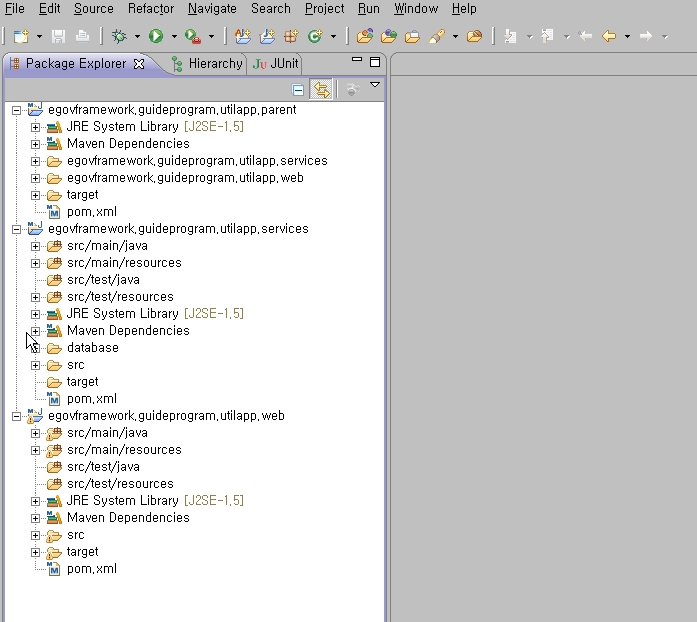 File Edit Source Refactor Navigate Search Project Run Window Help
Package Explorer Hierarchy JUnit
egovframework.guideprogram.utilapp.parent
JRE System Library [J2SE-1.5]
Maven Dependencies
egovframework.guideprogram.utilapp.services
egovframework.guideprogram.utilapp.web
target
pom.xml
egovframework.guideprogram.utilapp.services
src/main/java
src/main/resources
src/test/java
src/test/resources
JRE System Library [J2SE-1.5]
Maven Dependencies
database
src
target
pom.xml
egovframework.guideprogram.utilapp.web
src/main/java
src/main/resources
src/test/java
src/test/resources
JRE System Library [J2SE-1.5]
Maven Dependencies
src
target
pom.xml